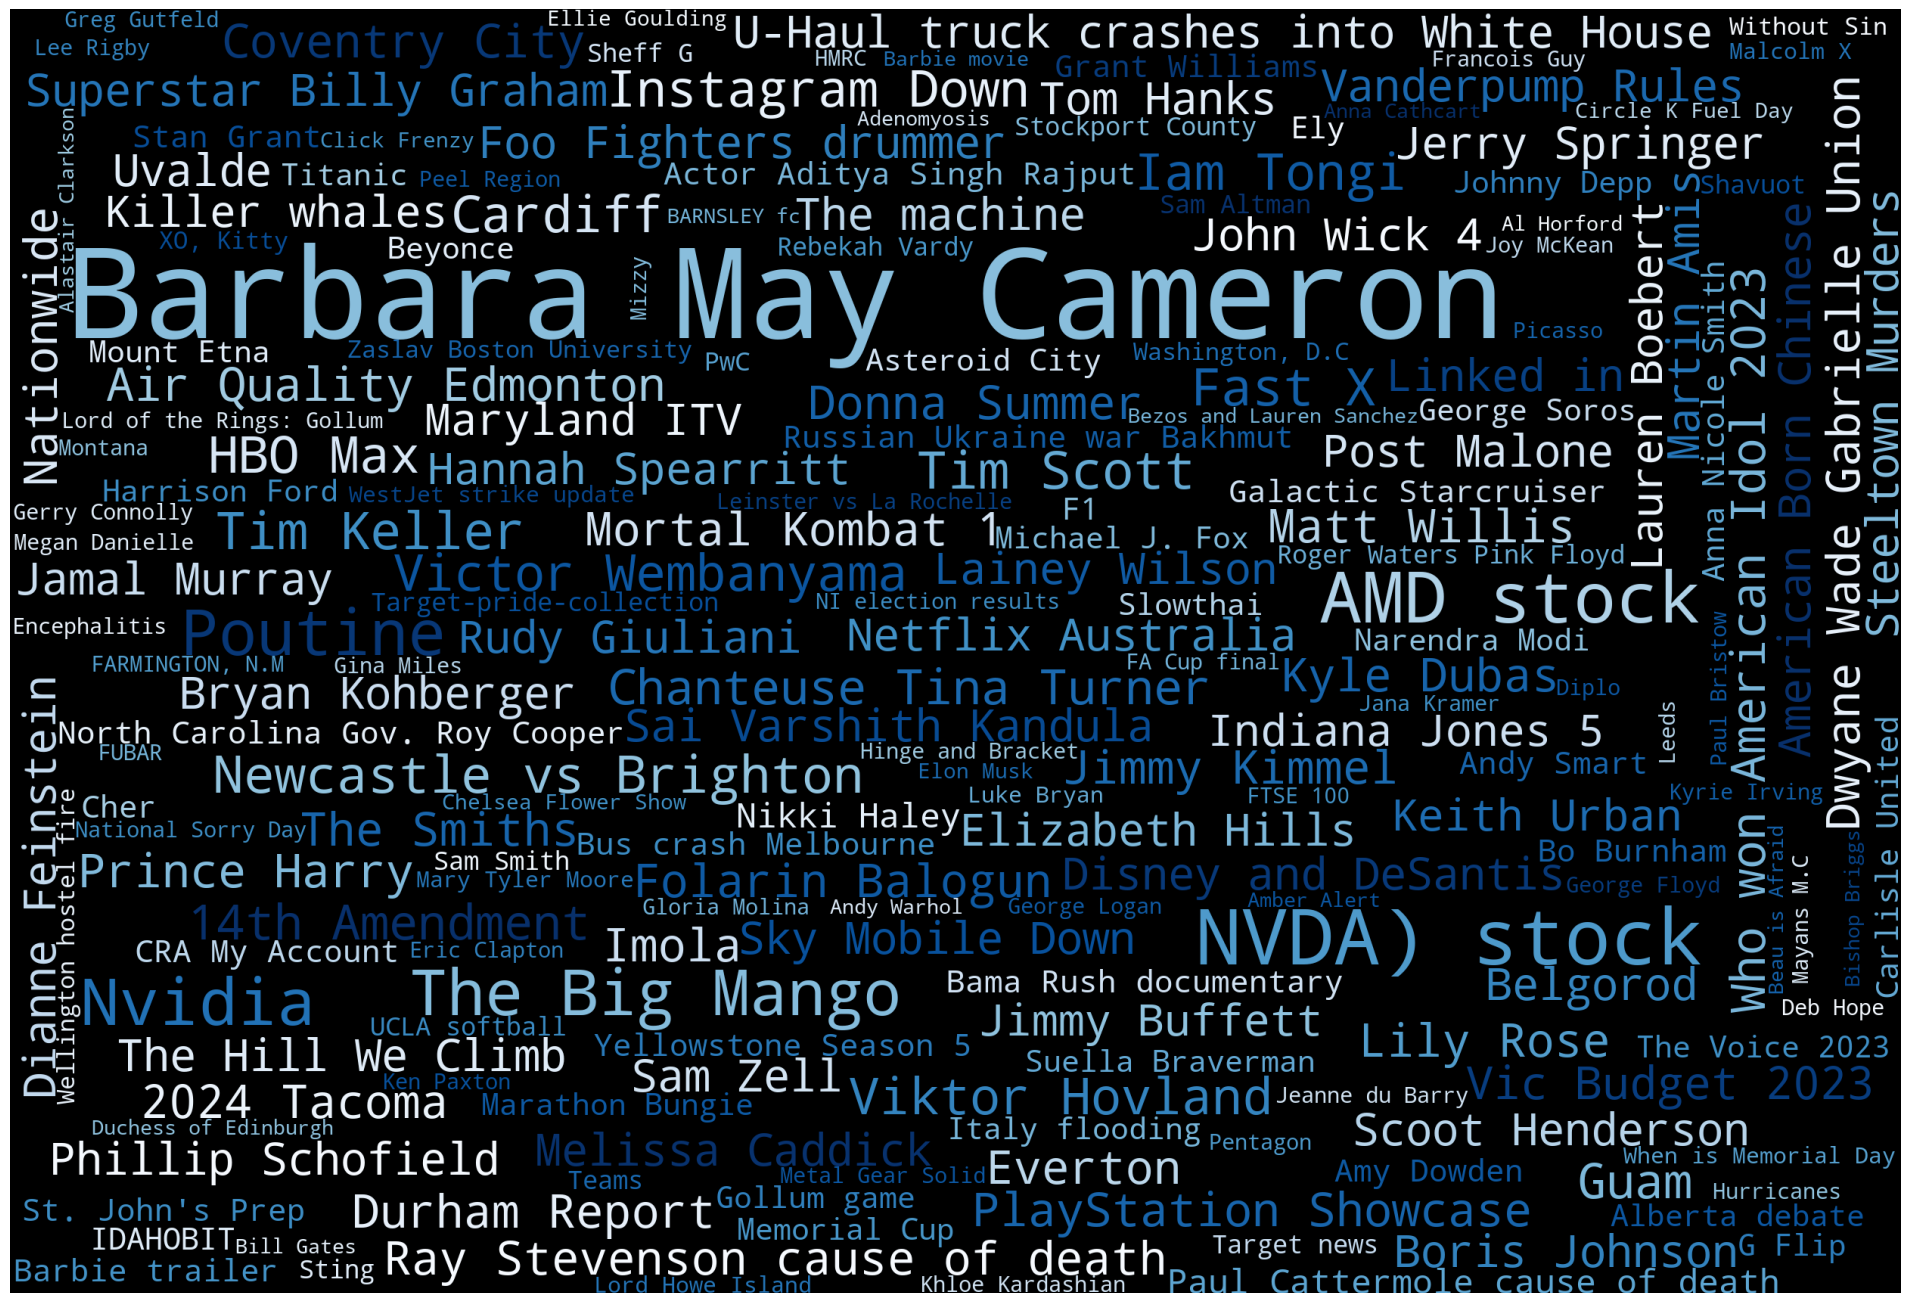 Greg Gutfeld
Ellie Goulding
Lee Rigby
Coventry City
Sheff G
U-Haul truck crashes into White House
Without Sin
HMRC
Barbie movie
Francois Guy
Malcolm X
Superstar Billy Graham
Instagram Down
Grant Williams
Tom Hanks
Vanderpump Rules
Anna Cathcart
Circle K Fuel Day
Stan Grant
Click Frenzy
Foo Fighters drummer
Adenomyosis
Stockport County
Ely
Jerry Springer
Uvalde
Titanic
Peel Region
Actor Aditya Singh Rajput
Iam Tongi
Johnny Depp
Shavuot
Killer whales
Cardiff
BARNSLEY fc
The machine
Sam Altman
John Wick 4
Al Horford
Joy McKean
XO, Kitty
Beyonce
Rebekah Vardy
Alastair Clarkson
Nationwide
Barbara May Cameron
Mizzy
Picasso
Lauren Boebert
Martin Amis
Anna Nicole Smith
Who won American Idol 2023
American Born Chinese
Dwyane Wade Gabrielle Union
Steeltown Murders
Mount Etna
Zaslav Boston University
PwC
Asteroid City
Washington, D.C
Air Quality Edmonton
Donna Summer
Fast X
Linked in
Lord of the Rings: Gollum
Maryland ITV
Bezos and Lauren Sanchez
George Soros
Montana
HBO Max
Russian Ukraine war Bakhmut
Post Malone
Hannah Spearritt
Tim Scott
Harrison Ford
WestJet strike update
Leinster vs La Rochelle
Galactic Starcruiser
Gerry Connolly
F1
Megan Danielle
Tim Keller
Mortal Kombat 1
Michael J. Fox
Matt Willis
Roger Waters Pink Floyd
Jamal Murray
Victor Wembanyama
Lainey Wilson
AMD stock
Target-pride-collection
NI election results
Slowthai
Encephalitis
Poutine
Rudy Giuliani
Netflix Australia
Narendra Modi
FARMINGTON, N.M
Gina Miles
FA Cup final
Kyle Dubas
Diplo
Paul Bristow
Bryan Kohberger
Chanteuse Tina Turner
Jana Kramer
Leeds
North Carolina Gov. Roy Cooper
Sai Varshith Kandula
Indiana Jones 5
FUBAR
Hinge and Bracket
Newcastle vs Brighton
Elon Musk
Jimmy Kimmel
Andy Smart
Dianne Feinstein
Wellington hostel fire
Cher
Chelsea Flower Show
Luke Bryan
FTSE 100
Kyrie Irving
Carlisle United
National Sorry Day
The Smiths
Nikki Haley
Elizabeth Hills
Keith Urban
Bus crash Melbourne
Prince Harry
Sam Smith
Bo Burnham
Beau is Afraid
Mayans M.C
Bishop Briggs
Mary Tyler Moore
Folarin Balogun
Disney and DeSantis
George Floyd
14th Amendment
Gloria Molina
Andy Warhol
George Logan
Amber Alert
CRA My Account
Eric Clapton
Imola
Sky Mobile Down
NVDA) stock
Nvidia
The Big Mango
Bama Rush documentary
Belgorod
Deb Hope
UCLA softball
Jimmy Buffett
The Hill We Climb
Yellowstone Season 5
Lily Rose
The Voice 2023
Sam Zell
Suella Braverman
Ken Paxton
2024 Tacoma
Marathon Bungie
Viktor Hovland
Jeanne du Barry
Vic Budget 2023
Duchess of Edinburgh
Italy flooding
Pentagon
Scoot Henderson
Phillip Schofield
Melissa Caddick
When is Memorial Day
Teams
Metal Gear Solid
Everton
Amy Dowden
Guam
Hurricanes
St. John's Prep
Durham Report
Gollum game
PlayStation Showcase
Alberta debate
IDAHOBIT
Bill Gates
Memorial Cup
Target news
Boris Johnson
G Flip
Barbie trailer
Sting
Ray Stevenson cause of death
Lord Howe Island
Khloe Kardashian
Paul Cattermole cause of death